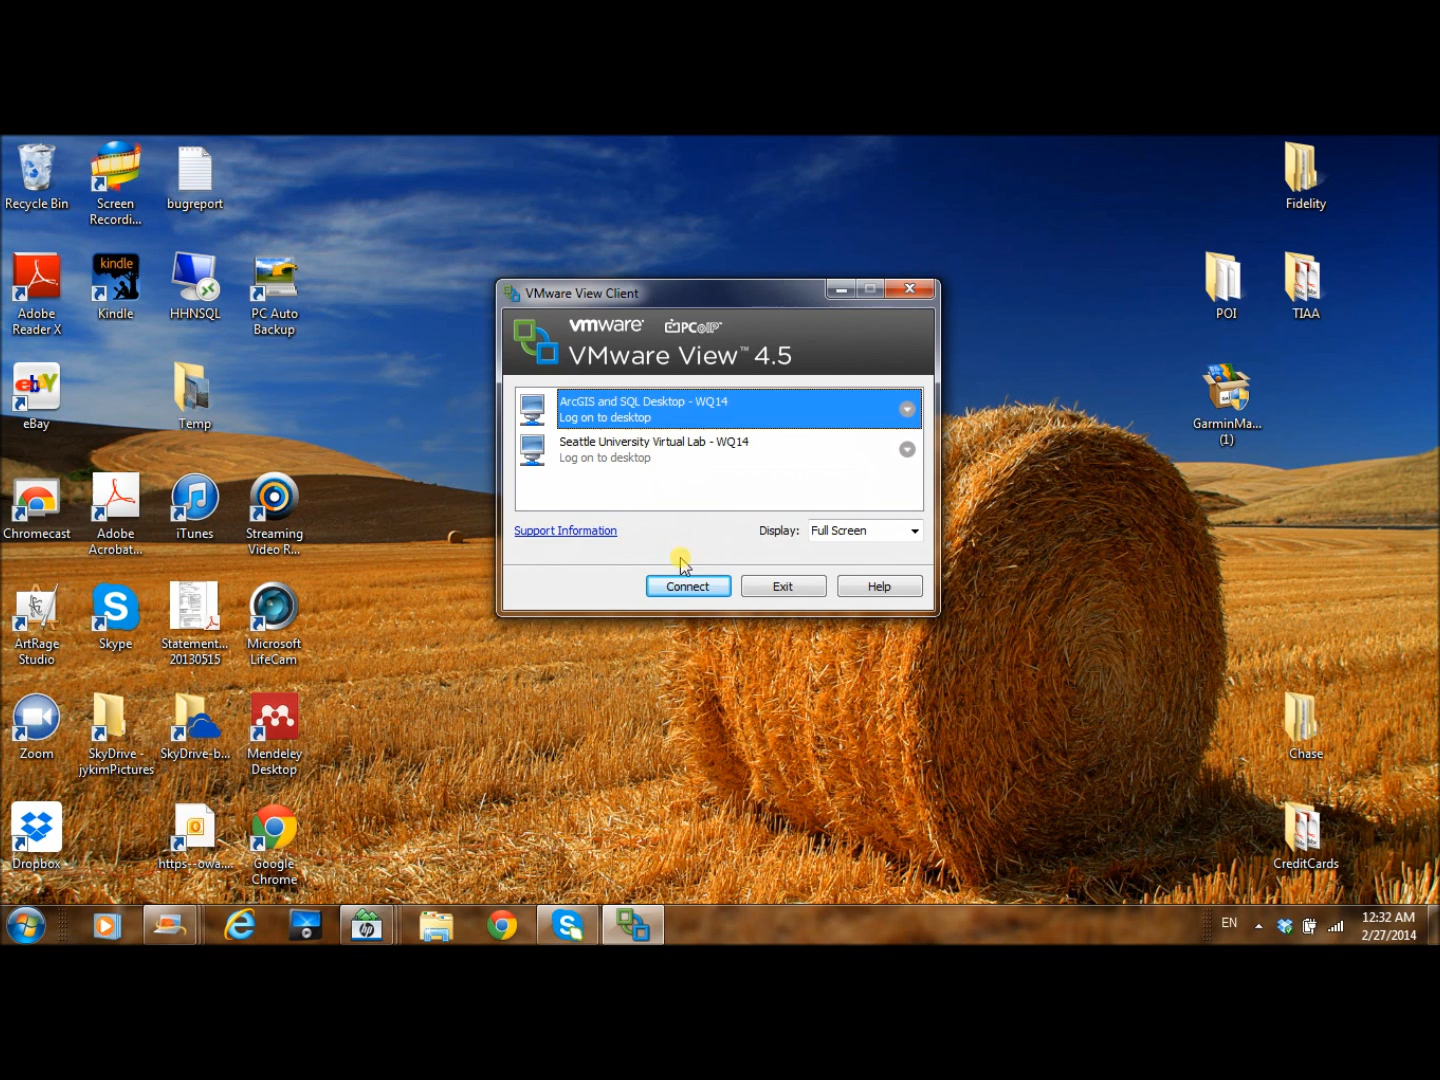 Recycle Bin
Screen
Recordi...
bugreport
Fidelity
Adobe
Reader X
kindle
Kindle
HHNSQL
PC Auto
Backup
POI
TIAA
VMware View Client
vmware PCoIP
VMware View™ 4.5
ArcGIS and SQL Desktop - WQ14
Log on to desktop
Seattle University Virtual Lab - WQ14
Log on to desktop
Support Information
Display: Full Screen
Connect
Exit
Help
ebY
eBay
Temp
GarminMa...
(1)
Chromecast
Adobe
Acrobat...
iTunes
Streaming
Video R...
ArtRage
Studio
Skype
Statement...
20130515
Microsoft
LifeCam
Zoom
SkyDrive -
jykimPictures
SkyDrive-b...
Mendeley
Desktop
Chase
Dropbox
https--owa....
Google
Chrome
CreditCards
hp
EN
12:32 AM
2/27/2014